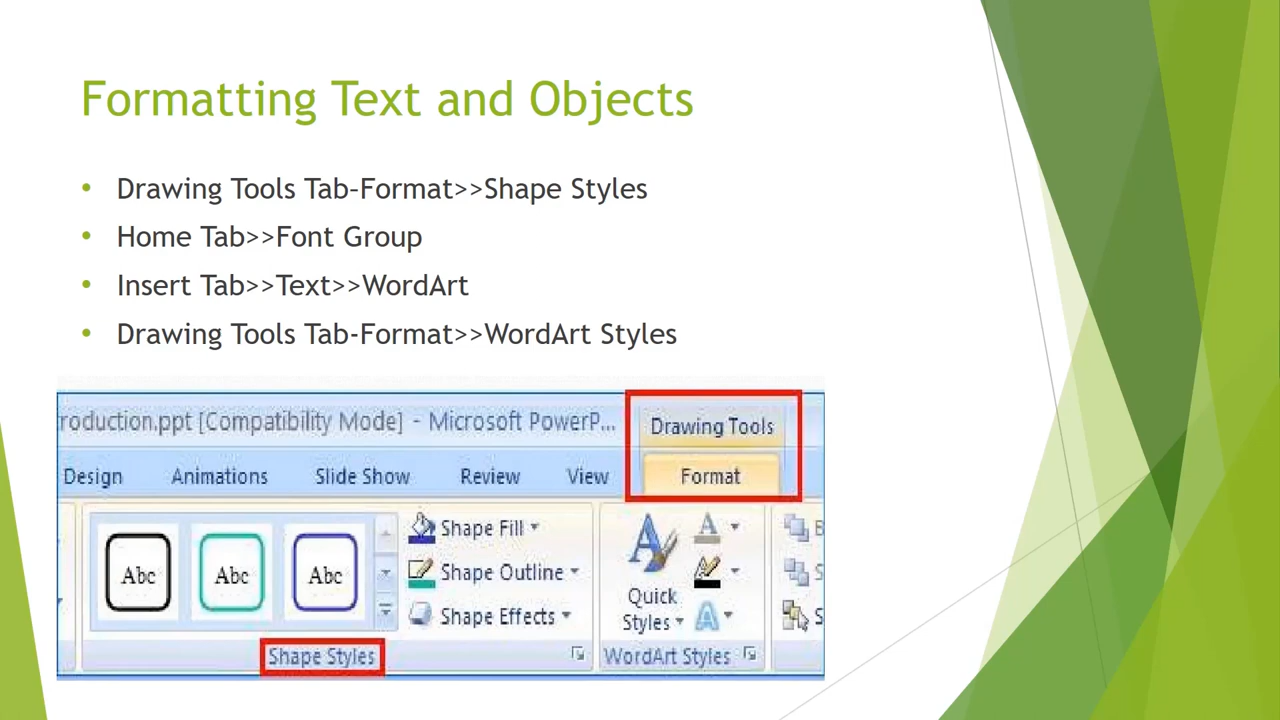 Formatting Text and Objects
• Drawing Tools Tab-Format>>Shape Styles
• Home Tab>>Font Group
• Insert Tab>>Text>>WordArt
• Drawing Tools Tab-Format>>WordArt Styles
roduction.ppt [Compatibility Mode] - Microsoft PowerP... Drawing Tools
Design Animations Slide Show Review View Format
Abc Abc Abc
Shape Fill
Shape Outline
Shape Effects
Quick
Styles
Shape Styles WordArt Styles